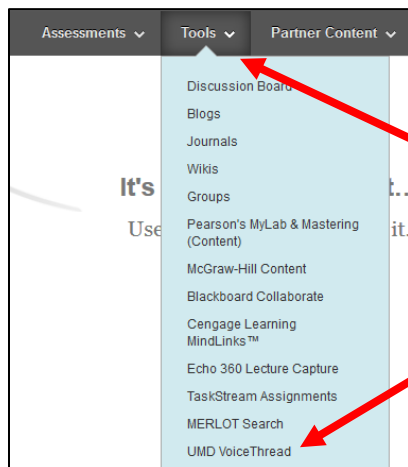 Assessments Tools Partner Content
Discussion Board
Blogs
Journals
Wikis
It's t..
Groups
Use it.
Pearson's MyLab & Mastering
(Content)
McGraw-Hill Content
Blackboard Collaborate
Cengage Learning
MindLinks™
Echo 360 Lecture Capture
TaskStream Assignments
MERLOT Search
UMD VoiceThread